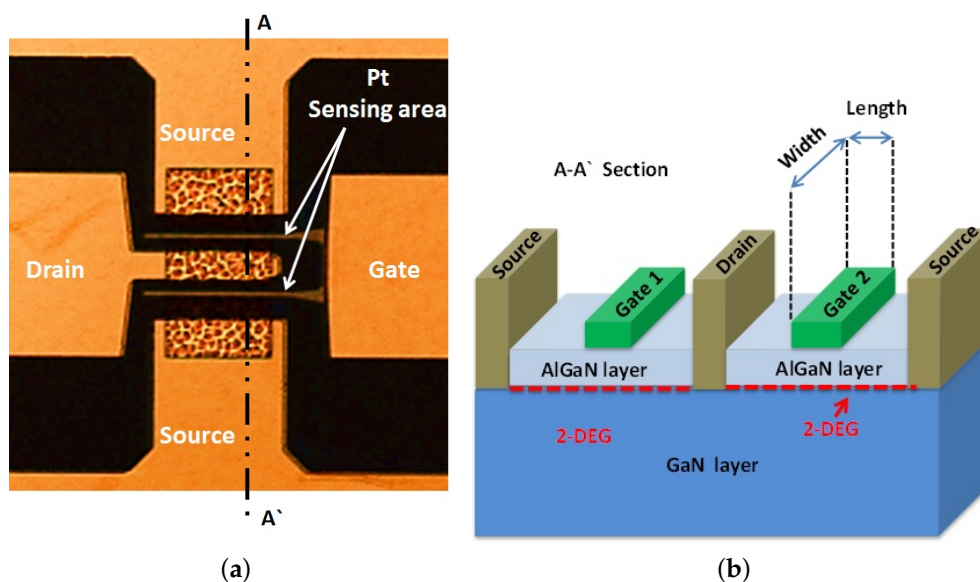 A
Pt
Sensing area
Source
Drain
Gate
Source
A`
(a)
Length
Width
A-A` Section
Source
Gate 1
Drain
Gate 2
Source
AlGaN layer
AlGaN layer
2-DEG
2-DEG
GaN layer
(b)